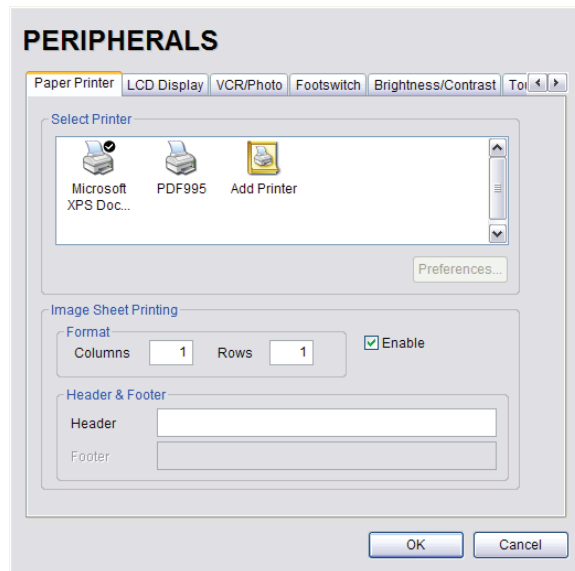 PERIPHERALS
Paper Printer LCD Display VCR/Photo Footswitch Brightness/Contrast
Select Printer
Microsoft XPS Doc...
PDF995
Add Printer
Preferences...
Image Sheet Printing
Format
Columns 1 Rows 1
Enable
Header & Footer
Header
Footer
OK Cancel